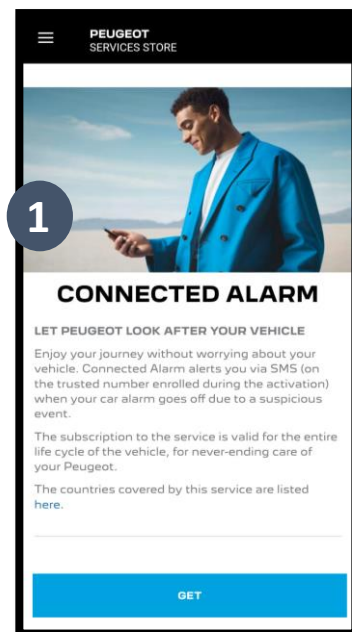 PEUGEOT
SERVICES STORE
1
CONNECTED ALARM
LET PEUGEOT LOOK AFTER YOUR VEHICLE
Enjoy your journey without worrying about your
vehicle. Connected Alarm alerts you via SMS (on
the trusted number enrolled during the activation)
when your car alarm goes off due to a suspicious
event.
The subscription to the service is valid for the entire
life cycle of the vehicle, for never-ending care of
your Peugeot.
The countries covered by this service are listed
here.
GET